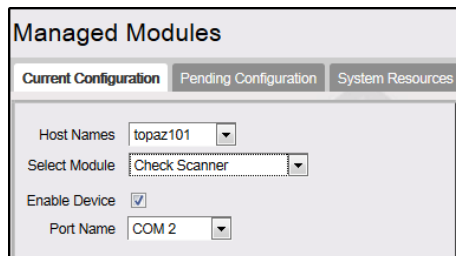 Managed Modules
Current Configuration Pending Configuration System Resources
Host Names topaz101
Select Module Check Scanner
Enable Device
Port Name COM 2